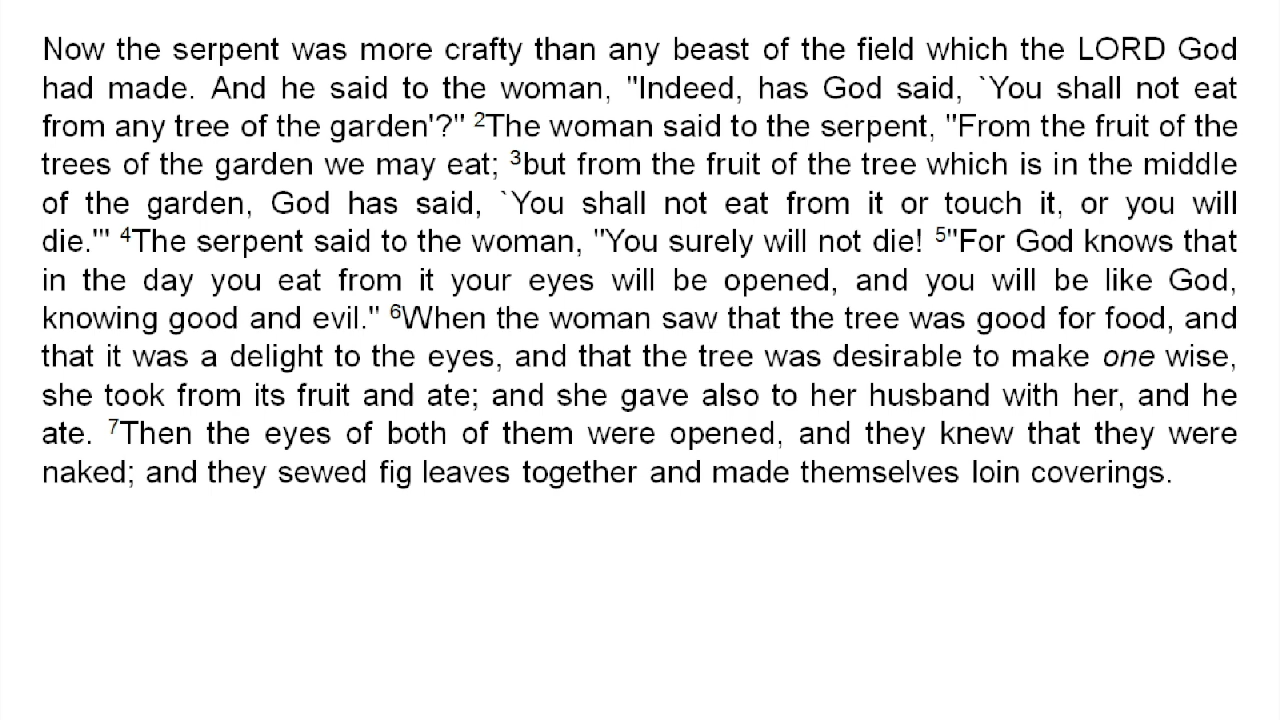 Now the serpent was more crafty than any beast of the field which the LORD God
had made. And he said to the woman, "Indeed, has God said, `You shall not eat
from any tree of the garden'?" ²The woman said to the serpent, "From the fruit of the
trees of the garden we may eat; ³but from the fruit of the tree which is in the middle
of the garden, God has said, `You shall not eat from it or touch it, or you will
die.'" ⁴The serpent said to the woman, "You surely will not die! ⁵"For God knows that
in the day you eat from it your eyes will be opened, and you will be like God,
knowing good and evil." ⁶When the woman saw that the tree was good for food, and
that it was a delight to the eyes, and that the tree was desirable to make one wise,
she took from its fruit and ate; and she gave also to her husband with her, and he
ate. ⁷Then the eyes of both of them were opened, and they knew that they were
naked; and they sewed fig leaves together and made themselves loin coverings.